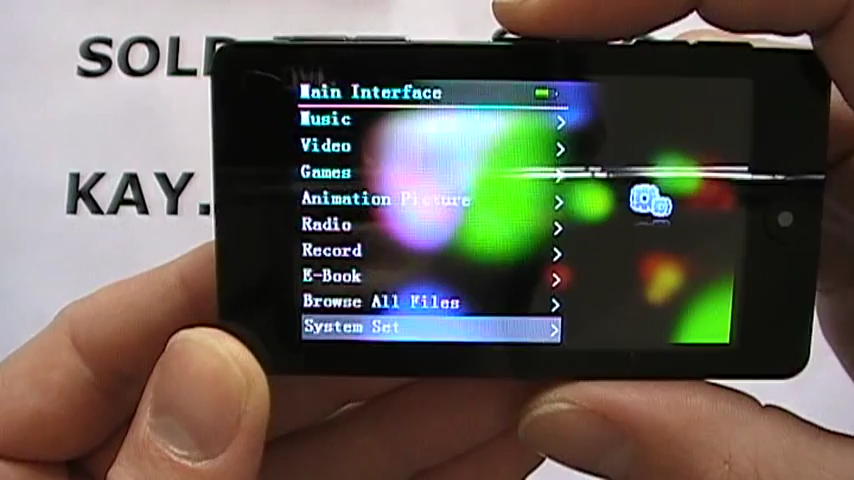 SOLD
KAY.
Main Interface
Music
Video
Games
Animation Picture
Radio
Record
E-Book
Browse All Files
System Set